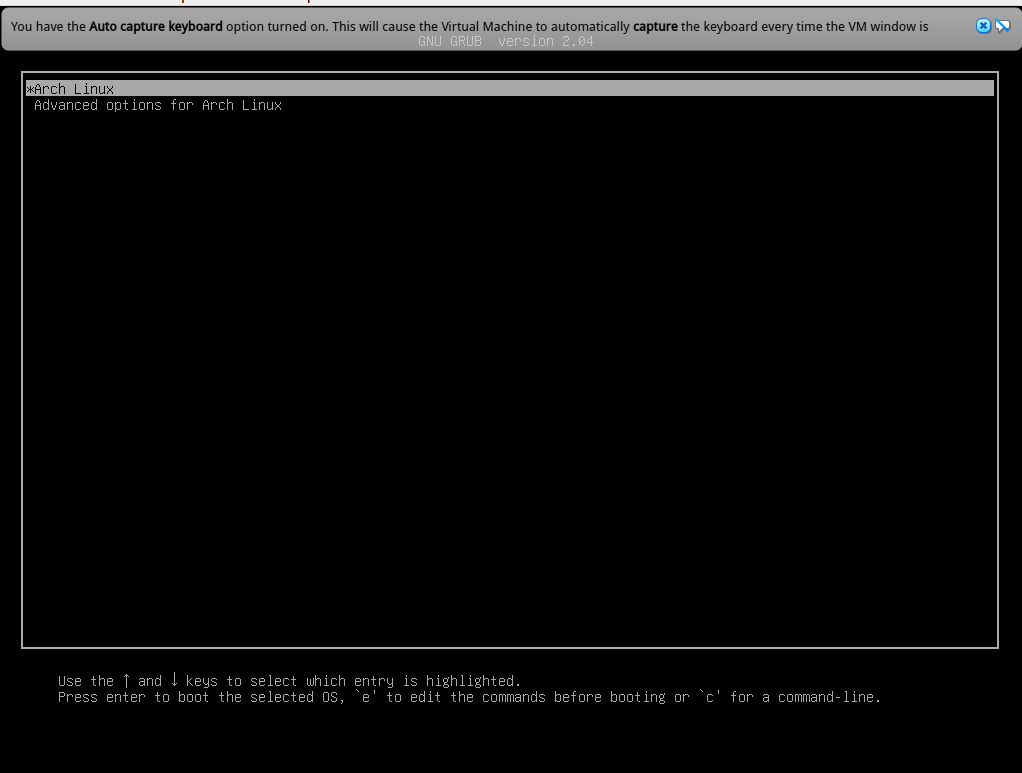 You have the Auto capture keyboard option turned on. This will cause the Virtual Machine to automatically capture the keyboard every time the VM window is
GNU GRUB  version 2.04
*Arch Linux
Advanced options for Arch Linux
Use the ↑ and ↓ keys to select which entry is highlighted.
Press enter to boot the selected OS, `e' to edit the commands before booting or `c' for a command-line.